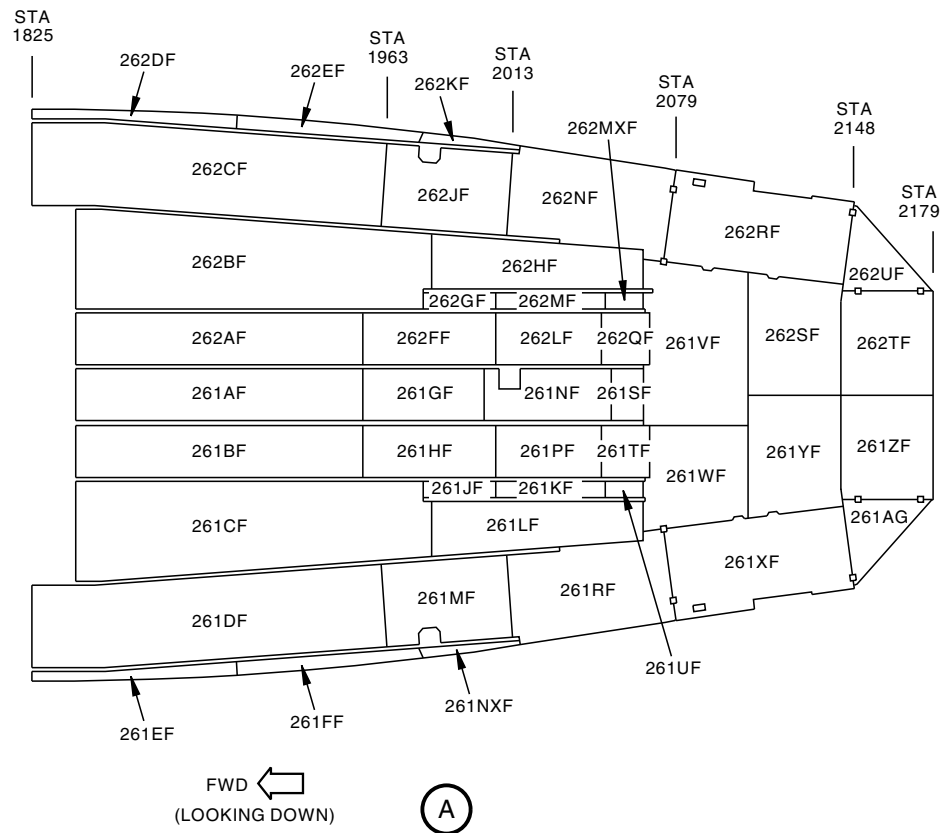 STA
1825
STA
1963
STA
2013
STA
2079
STA
2148
STA
2179
262DF
262EF
262KF
262MXF
262CF
262JF
262NF
262RF
262UF
262BF
262HF
262GF
262MF
262AF
262FF
262LF
262QF
261VF
262SF
262TF
261AF
261GF
261NF
261SF
261BF
261HF
261PF
261TF
261WF
261YF
261ZF
261JF
261KF
261CF
261LF
261AG
261DF
261MF
261RF
261XF
261UF
261EF
261FF
261NXF
FWD
(LOOKING DOWN)
A